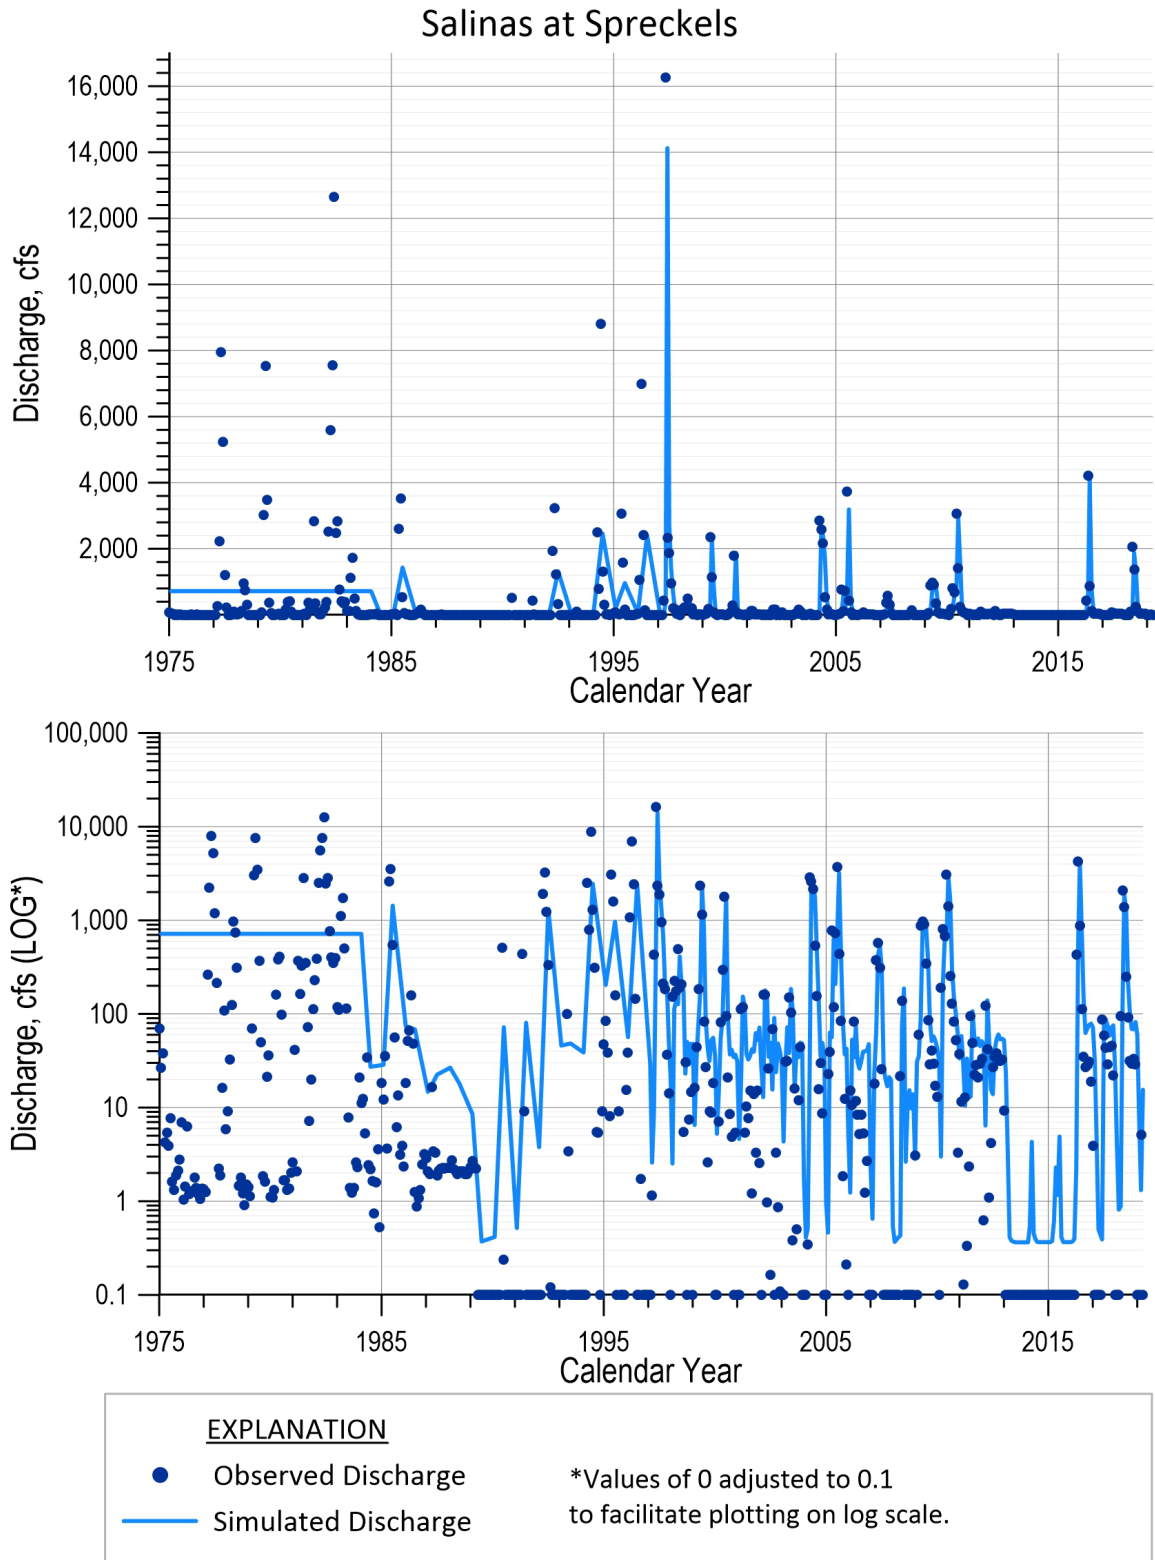 Salinas at Spreckels
16,000
14,000
12,000
10,000
8,000
6,000
4,000
2,000
Discharge, cfs
1975 1985 1995 2005 2015
Calendar Year
100,000
10,000
1,000
100
10
1
0.1
Discharge, cfs (LOG*)
1975 1985 1995 2005 2015
Calendar Year
EXPLANATION
Observed Discharge
Simulated Discharge
*Values of 0 adjusted to 0.1
to facilitate plotting on log scale.